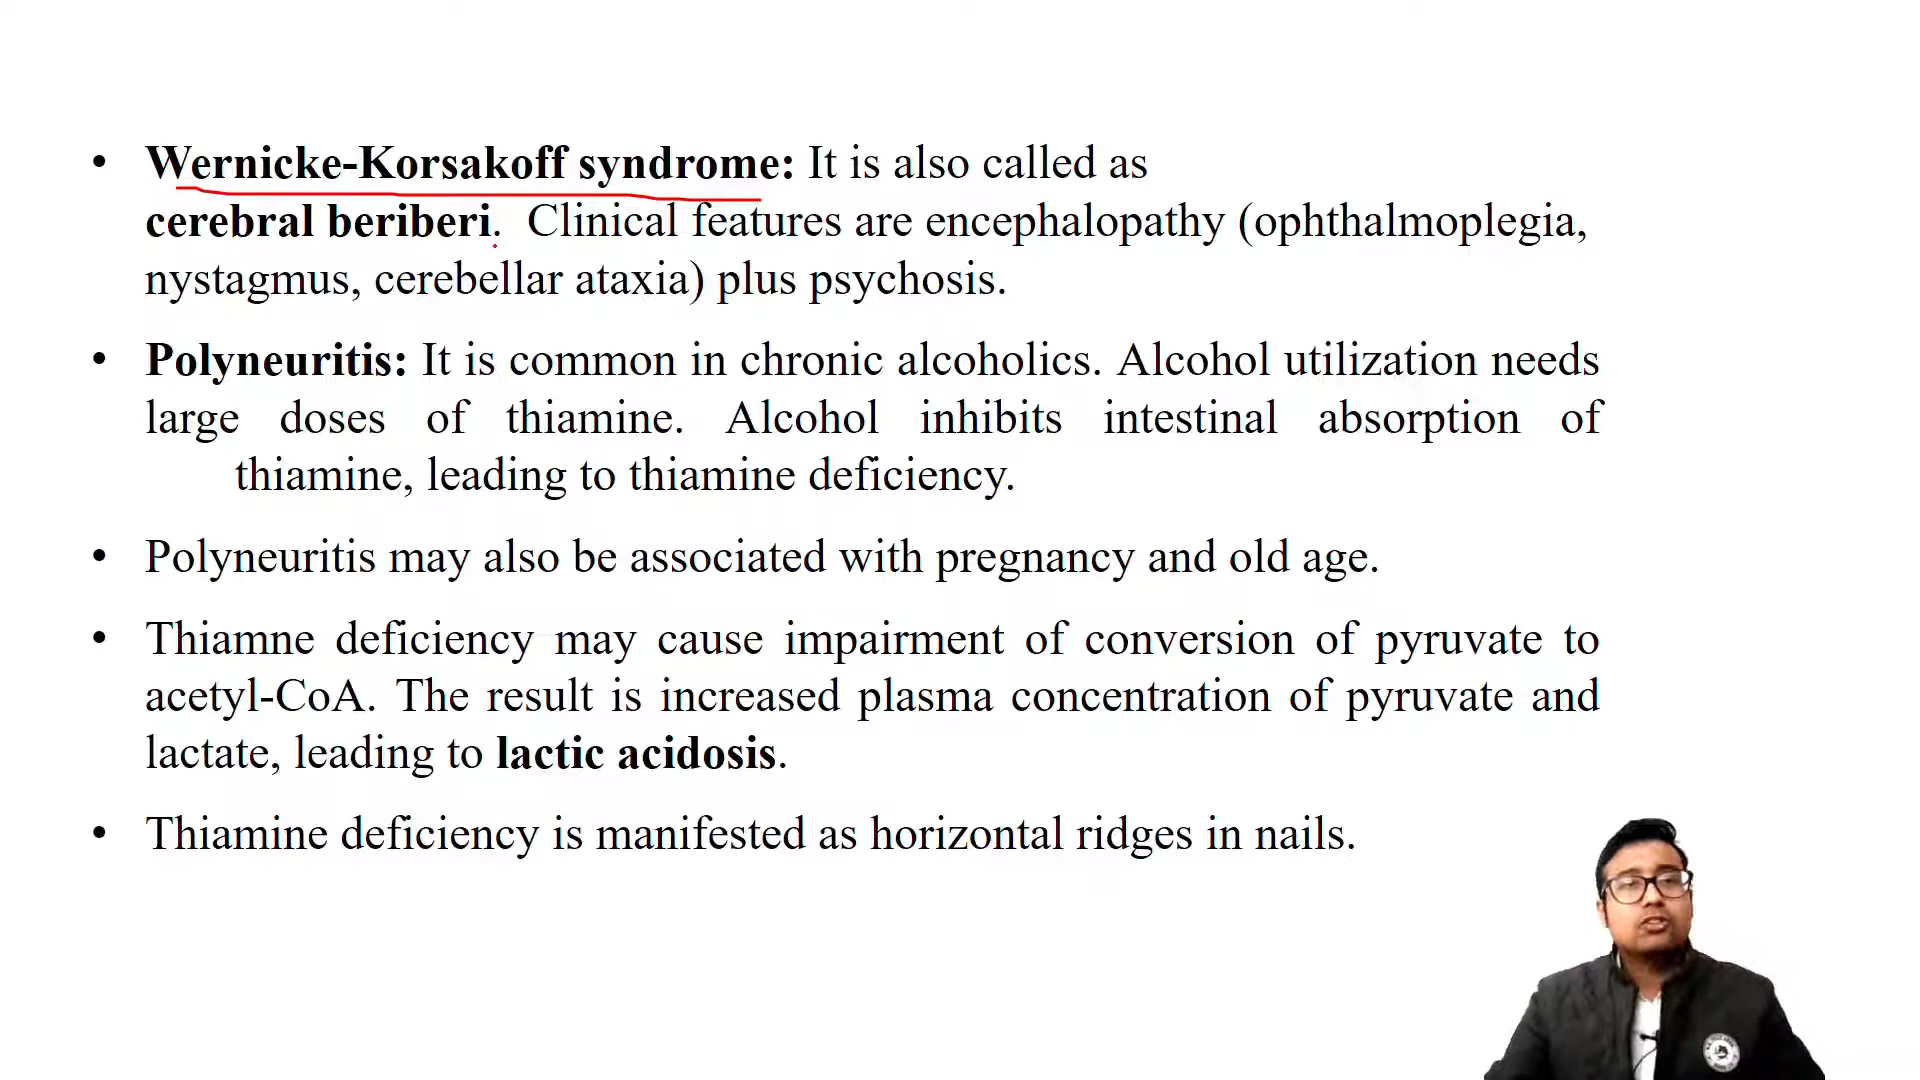 • Wernicke-Korsakoff syndrome: It is also called as
cerebral beriberi. Clinical features are encephalopathy (ophthalmoplegia,
nystagmus, cerebellar ataxia) plus psychosis.
• Polyneuritis: It is common in chronic alcoholics. Alcohol utilization needs
large doses of thiamine. Alcohol inhibits intestinal absorption of
thiamine, leading to thiamine deficiency.
• Polyneuritis may also be associated with pregnancy and old age.
• Thiamne deficiency may cause impairment of conversion of pyruvate to
acetyl-CoA. The result is increased plasma concentration of pyruvate and
lactate, leading to lactic acidosis.
• Thiamine deficiency is manifested as horizontal ridges in nails.